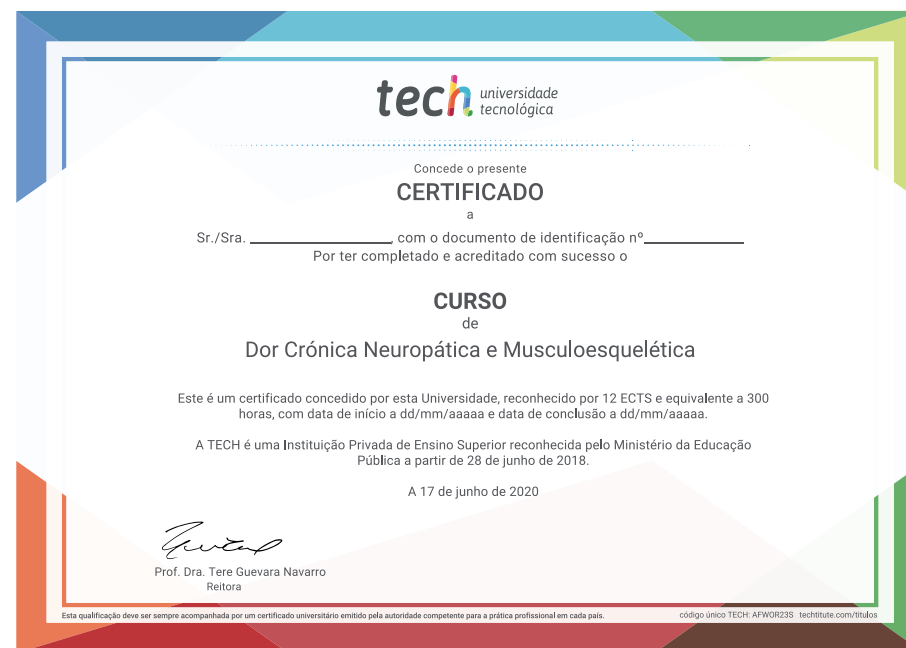 tech universidade
tecnológica
Concede o presente
CERTIFICADO
a
Sr./Sra. ____________________, com o documento de identificação nº______________
Por ter completado e acreditado com sucesso o
CURSO
de
Dor Crónica Neuropática e Musculoesquelética
Este é um certificado concedido por esta Universidade, reconhecido por 12 ECTS e equivalente a 300
horas, com data de início a dd/mm/aaaaa e data de conclusão a dd/mm/aaaaa.
A TECH é uma Instituição Privada de Ensino Superior reconhecida pelo Ministério da Educação
Pública a partir de 28 de junho de 2018.
A 17 de junho de 2020
Prof. Dra. Tere Guevara Navarro
Reitora
Esta qualificação deve ser sempre acompanhada por um certificado universitário emitido pela autoridade competente para a prática profissional em cada país.
código único TECH: AFWOR23S techtitute.com/titulos